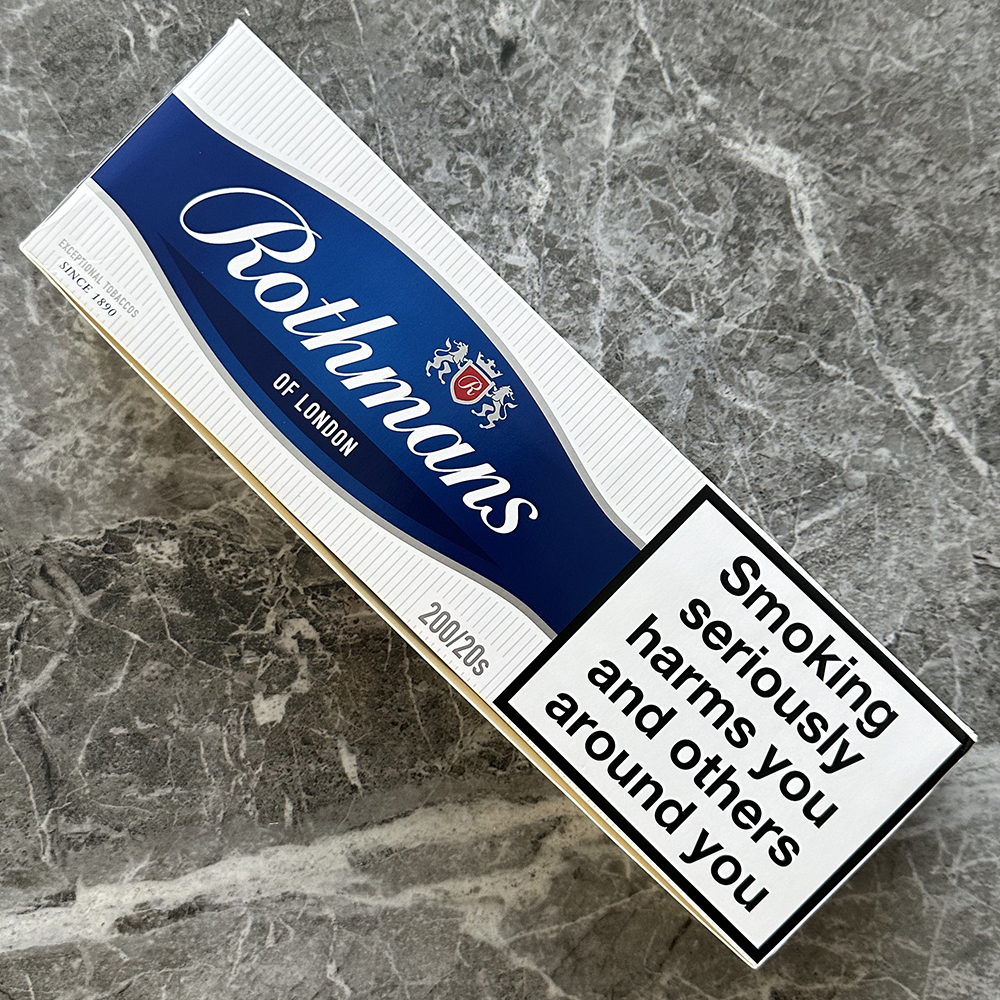 EXCEPTIONAL TOBACCOS
SINCE 1890
Rothmans
OF LONDON
R
200/20s
Smoking
seriously
harms you
and others
around you